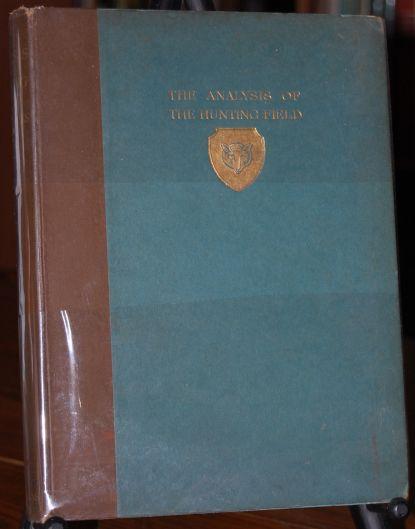 THE ANALYSIS OF
THE HUNTING FIELD